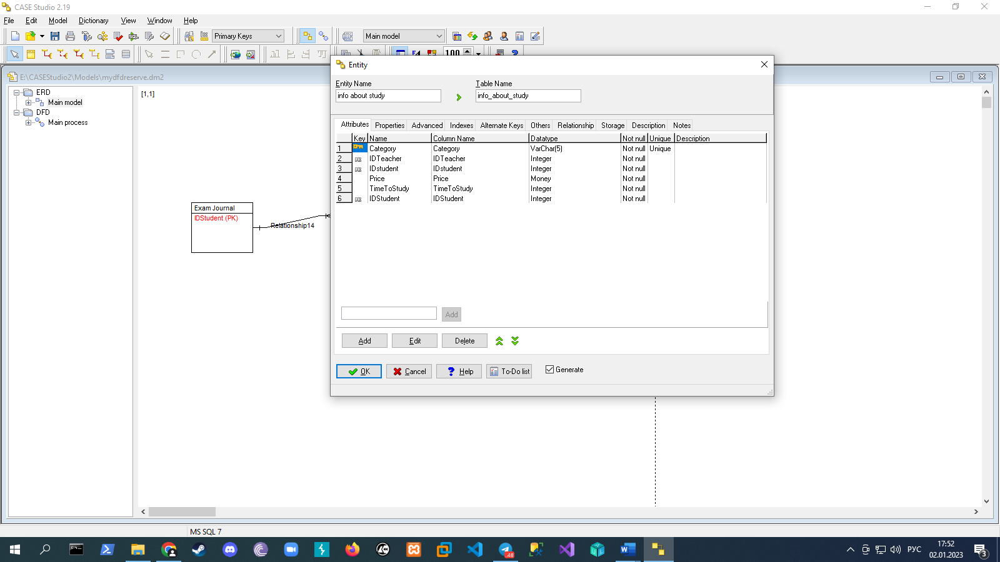 CASE Studio 2.19
File Edit Model Dictionary View Window Help
Primary Keys
Main model
100
E:\CASEStudio2\Models\mydfdreserve.dm2
ERD
Main model
DFD
Main process
[1,1]
Exam Journal
IDStudent (PK)
Relationship14
Entity
Entity Name
Table Name
info about study
info_about_study
Attributes Properties Advanced Indexes Alternate Keys Others Relationship Storage Description Notes
Key Name Column Name Datatype Not null Unique Description
1 Category Category VarChar(5) Not null Unique
2 FK IDTeacher IDTeacher Integer Not null
3 FK IDstudent IDstudent Integer Not null
4 Price Price Money Not null
5 TimeToStudy TimeToStudy Integer Not null
6 FK IDStudent IDStudent Integer Not null
Add
Add Edit Delete
OK Cancel Help To-Do list Generate
MS SQL 7
49
РУС
17:52
02.01.2023
3